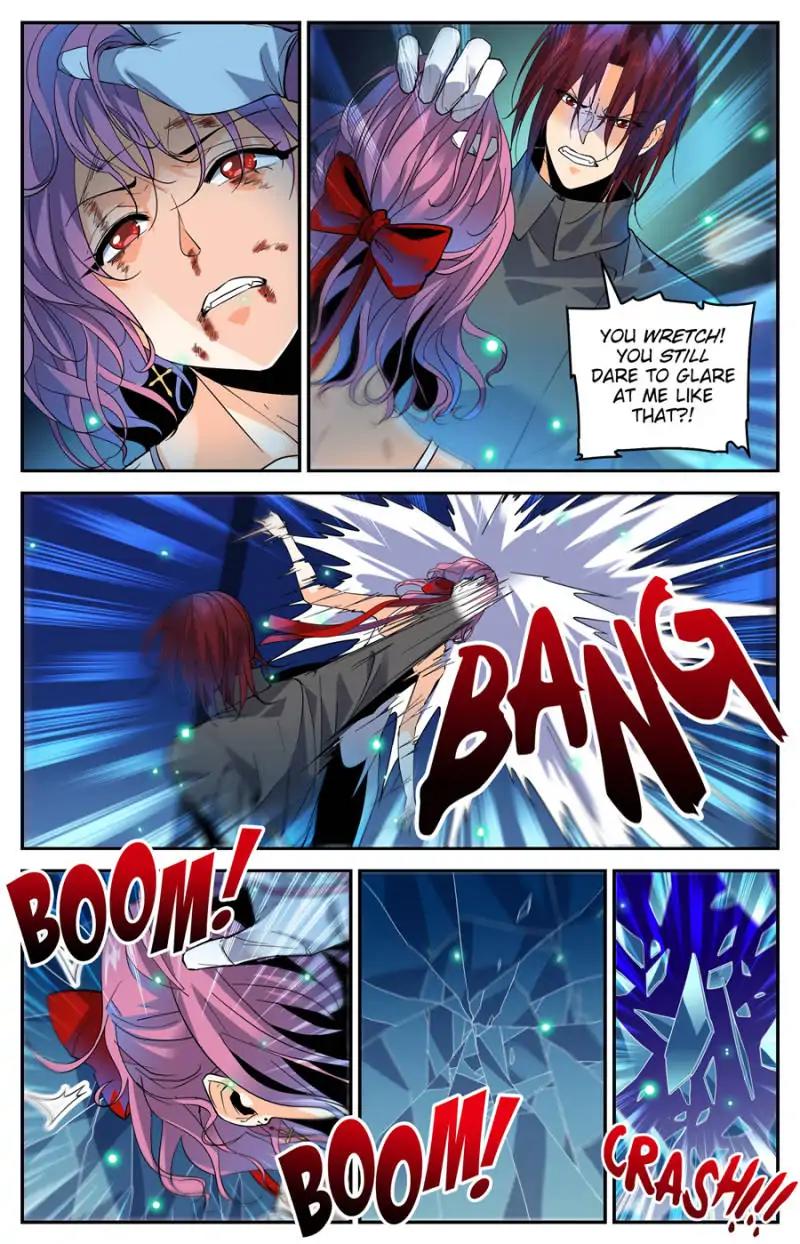 YOU WRETCH!
YOU STILL
DARE TO GLARE
AT ME LIKE
THAT?!
BANG
BOOM!
BOOM!
CRASH!!!